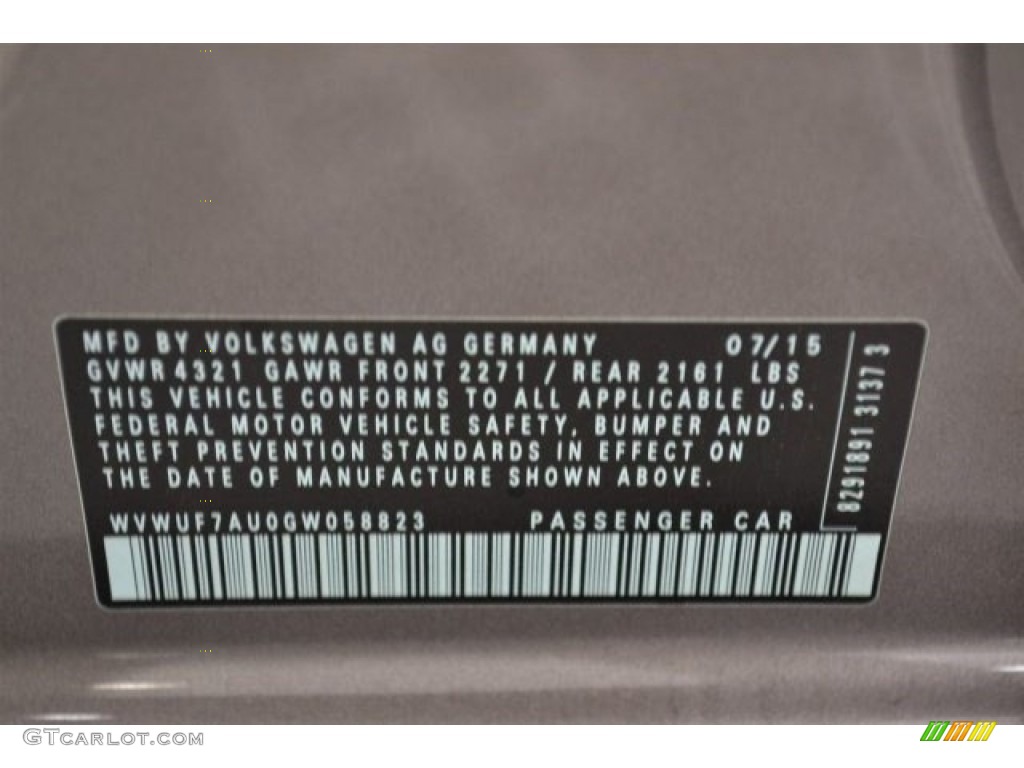 MFD BY VOLKSWAGEN AG GERMANY 07/15
GVWR 4321 GAWR FRONT 2271 / REAR 2161 LBS
THIS VEHICLE CONFORMS TO ALL APPLICABLE U.S.
FEDERAL MOTOR VEHICLE SAFETY, BUMPER AND
THEFT PREVENTION STANDARDS IN EFFECT ON
THE DATE OF MANUFACTURE SHOWN ABOVE.
WVWUF7AU0GW058823 PASSENGER CAR
82918891 3137 3
GTCARLOT.COM